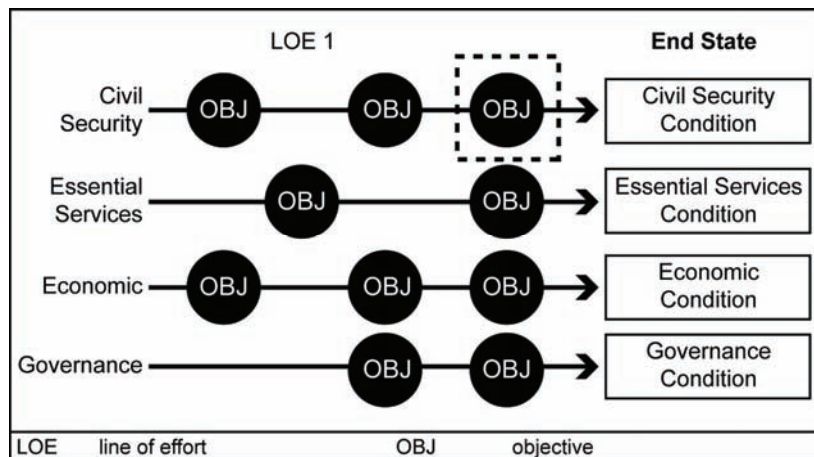 LOE 1
End State
Civil
Security
OBJ
OBJ
OBJ
Civil Security
Condition
Essential
Services
OBJ
OBJ
Essential Services
Condition
Economic
OBJ
OBJ
OBJ
Economic
Condition
Governance
OBJ
OBJ
Governance
Condition
LOE line of effort OBJ objective